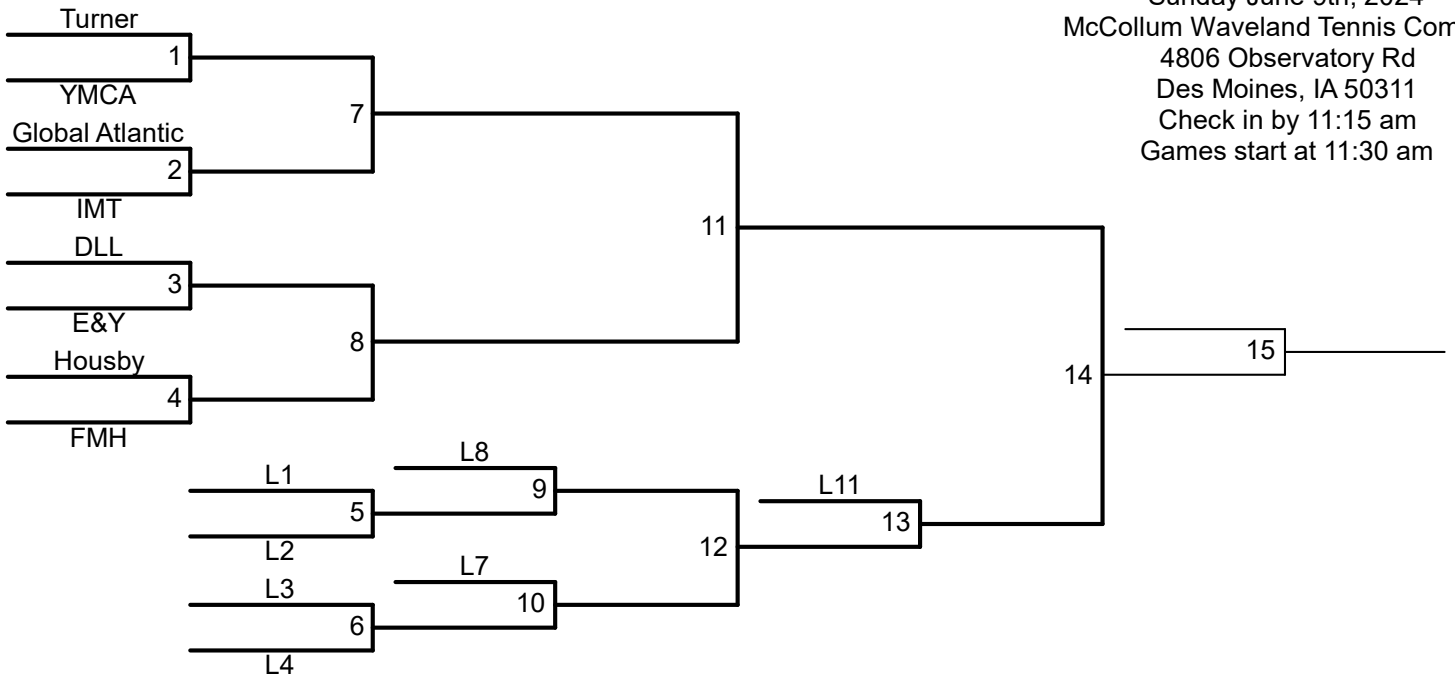 Turner
1
YMCA
Global Atlantic
2
IMT
DLL
3
E&Y
Housby
4
FMH
7
8
11
L1
5
L2
L3
6
L4
L8
9
L7
10
12
L11
13
14
15
McCollum Waveland Tennis
4806 Observatory Rd
Des Moines, IA 50311
Check in by 11:15 am
Games start at 11:30 am